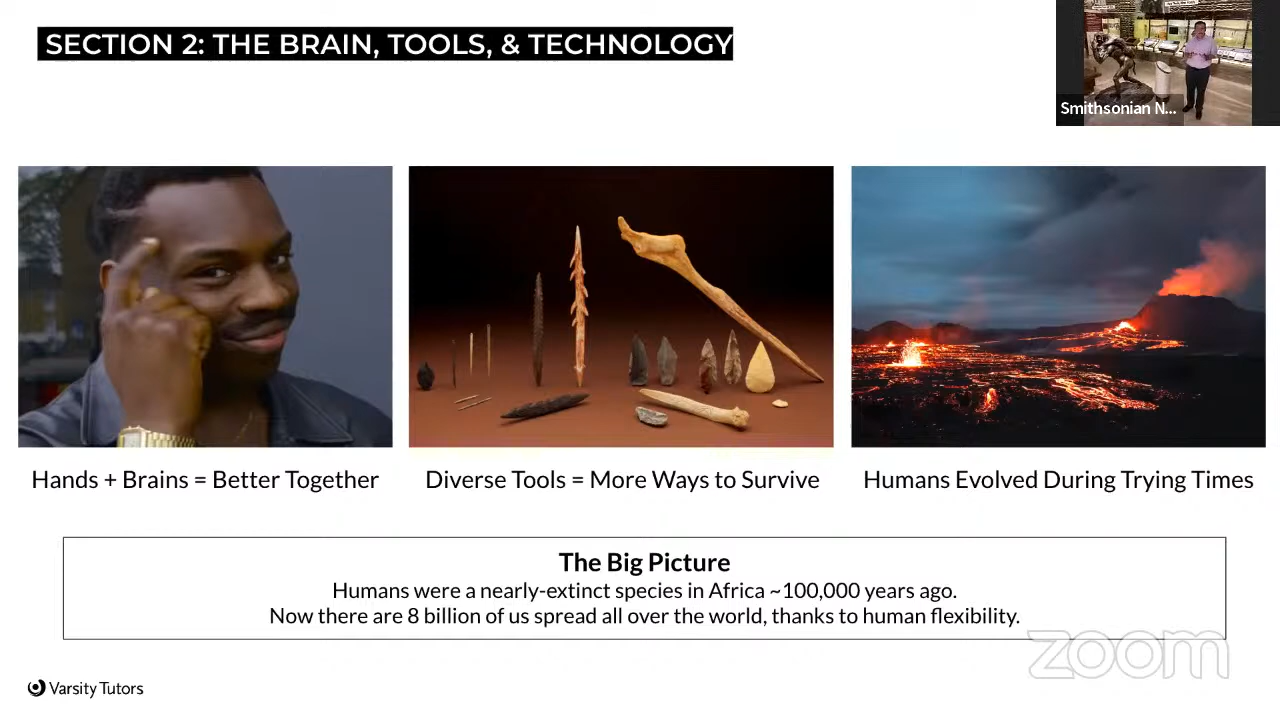 SECTION 2: THE BRAIN, TOOLS, & TECHNOLOGY
Smithsonian N...
Hands + Brains = Better Together
Diverse Tools = More Ways to Survive
Humans Evolved During Trying Times
The Big Picture
Humans were a nearly-extinct species in Africa ~100,000 years ago.
Now there are 8 billion of us spread all over the world, thanks to human flexibility.
zoom
Varsity Tutors